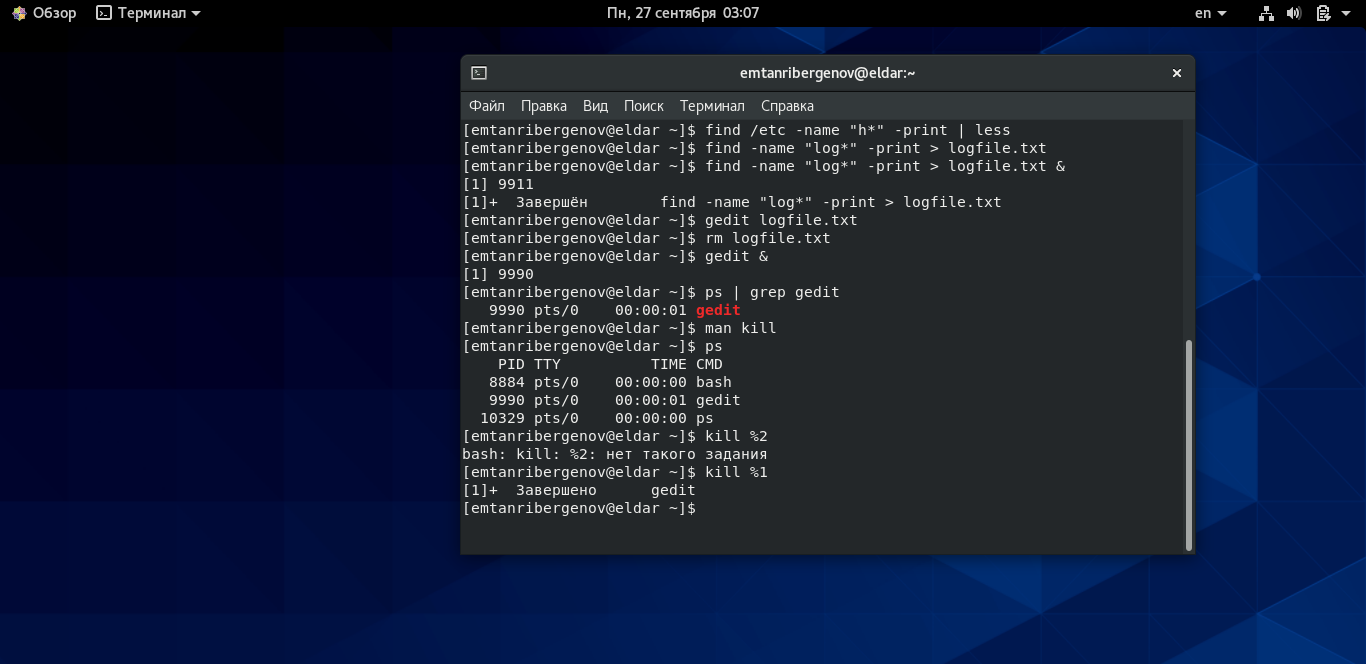 Обзор Терминал Пн, 27 сентября 03:07 en
emtanribergenov@eldar:~
Файл Правка Вид Поиск Терминал Справка
[emtanribergenov@eldar ~]$ find /etc -name "h*" -print | less
[emtanribergenov@eldar ~]$ find -name "log*" -print > logfile.txt
[emtanribergenov@eldar ~]$ find -name "log*" -print > logfile.txt &
[1] 9911
[1]+  Завершён        find -name "log*" -print > logfile.txt
[emtanribergenov@eldar ~]$ gedit logfile.txt
[emtanribergenov@eldar ~]$ rm logfile.txt
[emtanribergenov@eldar ~]$ gedit &
[1] 9990
[emtanribergenov@eldar ~]$ ps | grep gedit
   9990 pts/0    00:00:01 gedit
[emtanribergenov@eldar ~]$ man kill
[emtanribergenov@eldar ~]$ ps
    PID TTY          TIME CMD
   8884 pts/0    00:00:00 bash
   9990 pts/0    00:00:01 gedit
  10329 pts/0    00:00:00 ps
[emtanribergenov@eldar ~]$ kill %2
bash: kill: %2: нет такого задания
[emtanribergenov@eldar ~]$ kill %1
[1]+  Завершено      gedit
[emtanribergenov@eldar ~]$